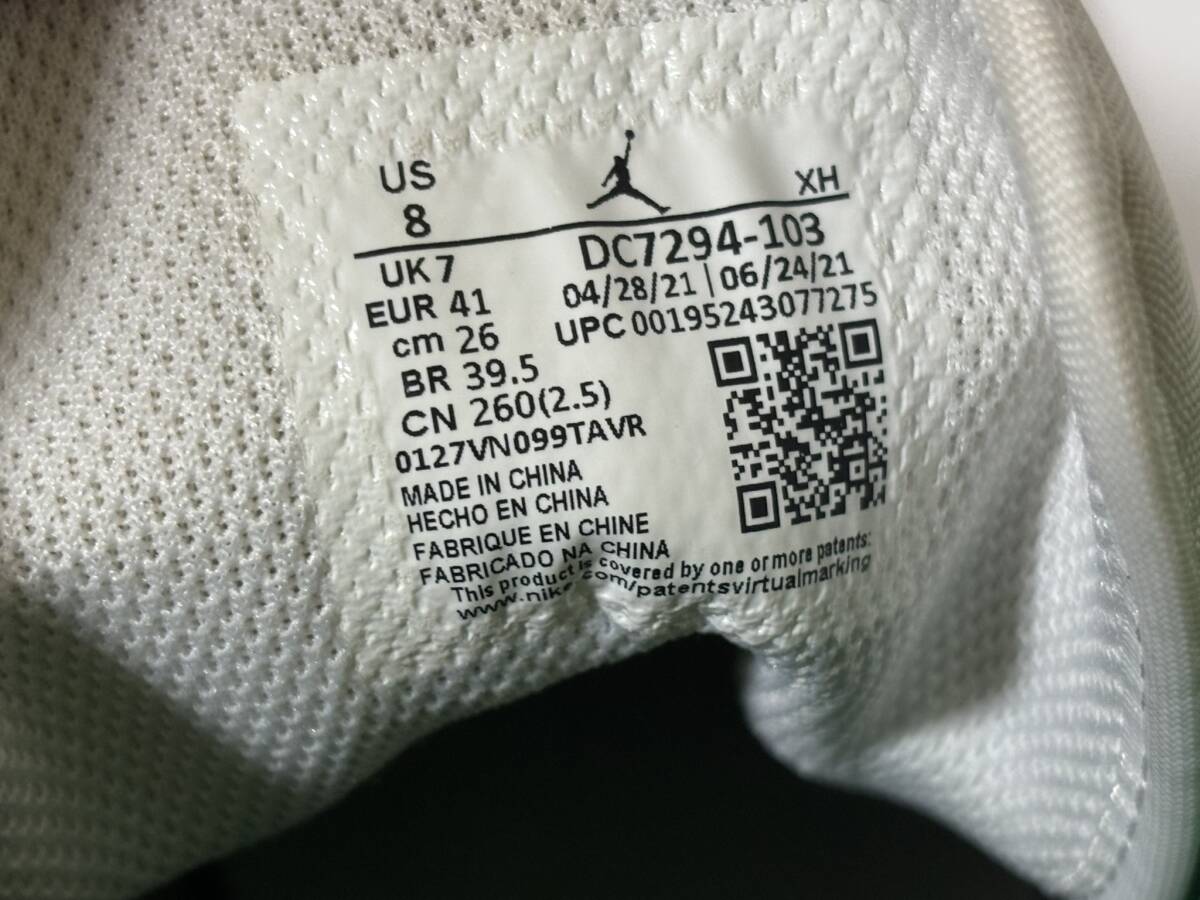 US
8
XH
UK 7
DC7294-103
EUR 41
04/28/21 | 06/24/21
cm 26
UPC 00195243077275
BR 39.5
CN 260(2.5)
0127VN099TAVR
MADE IN CHINA
HECHO EN CHINA
FABRIQUE EN CHINE
FABRICADO NA CHINA
This product is covered by one or more patents:
www.nike.com/patentsvirtualmarking